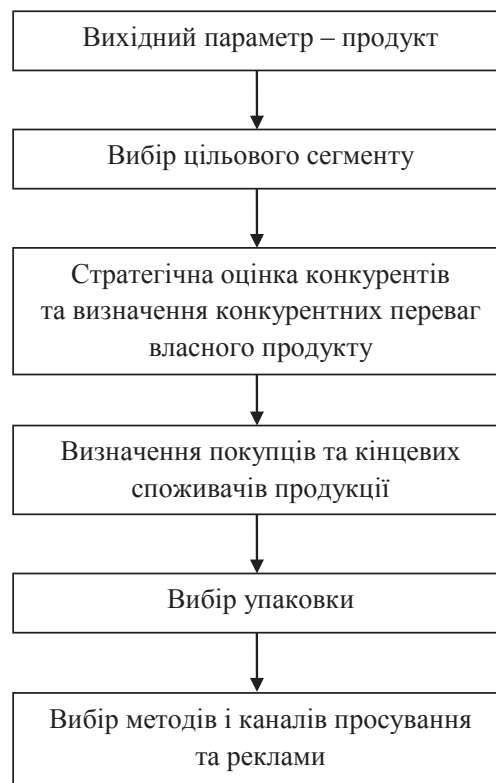 Вихідний параметр – продукт
Вибір цільового сегменту
Стратегічна оцінка конкурентів
та визначення конкурентних переваг
власного продукту
Визначення покупців та кінцевих
споживачів продукції
Вибір упаковки
Вибір методів і каналів просування
та реклами